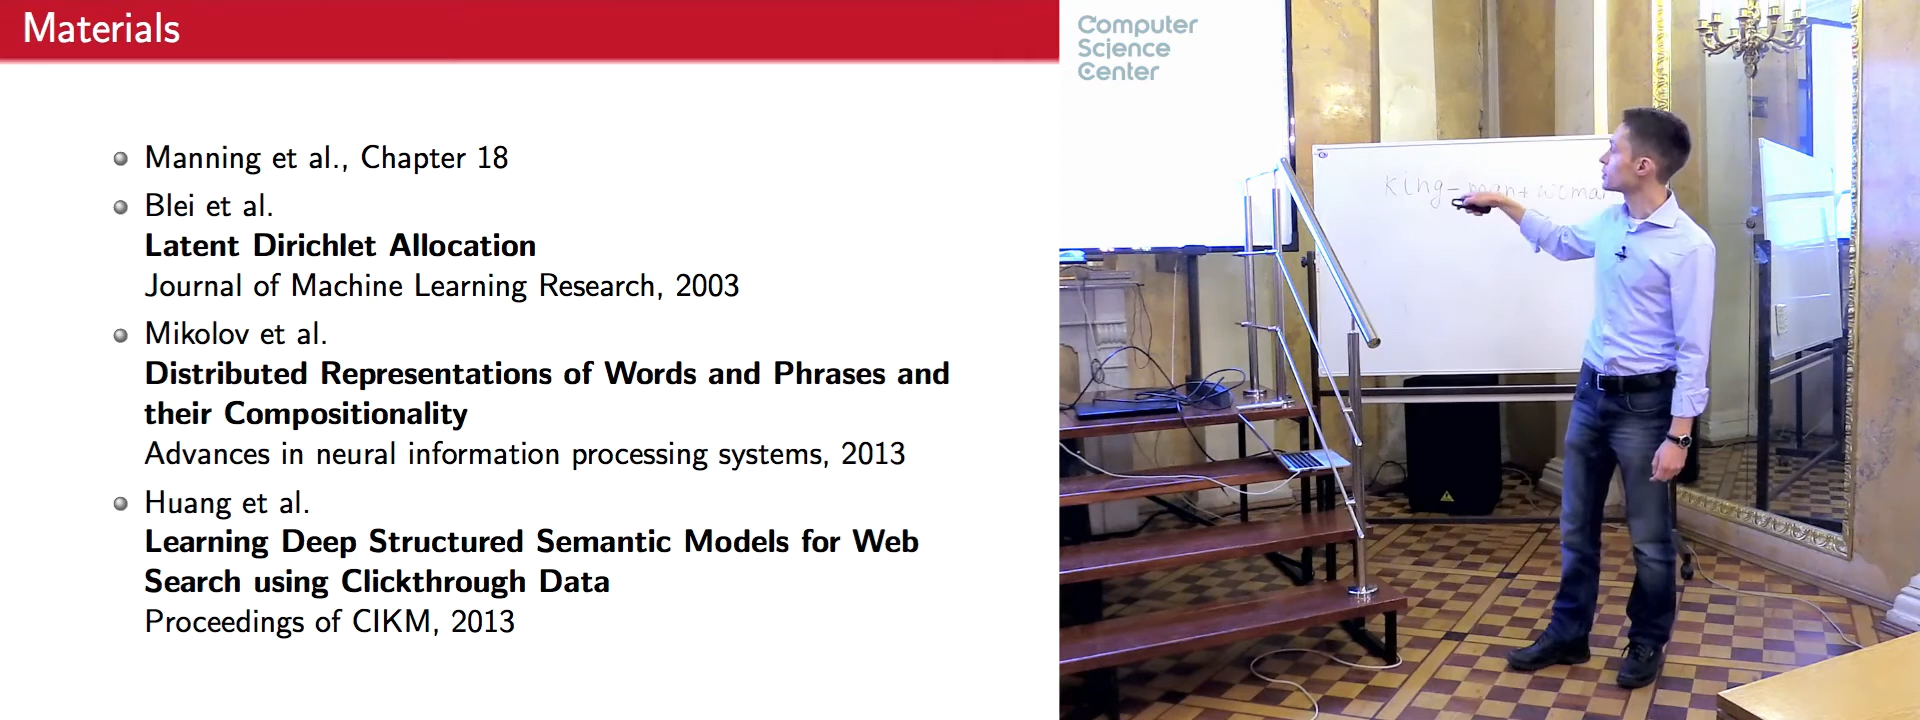 Materials
Manning et al., Chapter 18
Blei et al.
Latent Dirichlet Allocation
Journal of Machine Learning Research, 2003
Mikolov et al.
Distributed Representations of Words and Phrases and
their Compositionality
Advances in neural information processing systems, 2013
Huang et al.
Learning Deep Structured Semantic Models for Web
Search using Clickthrough Data
Proceedings of CIKM, 2013
Computer
Science
Center
king - man + woman